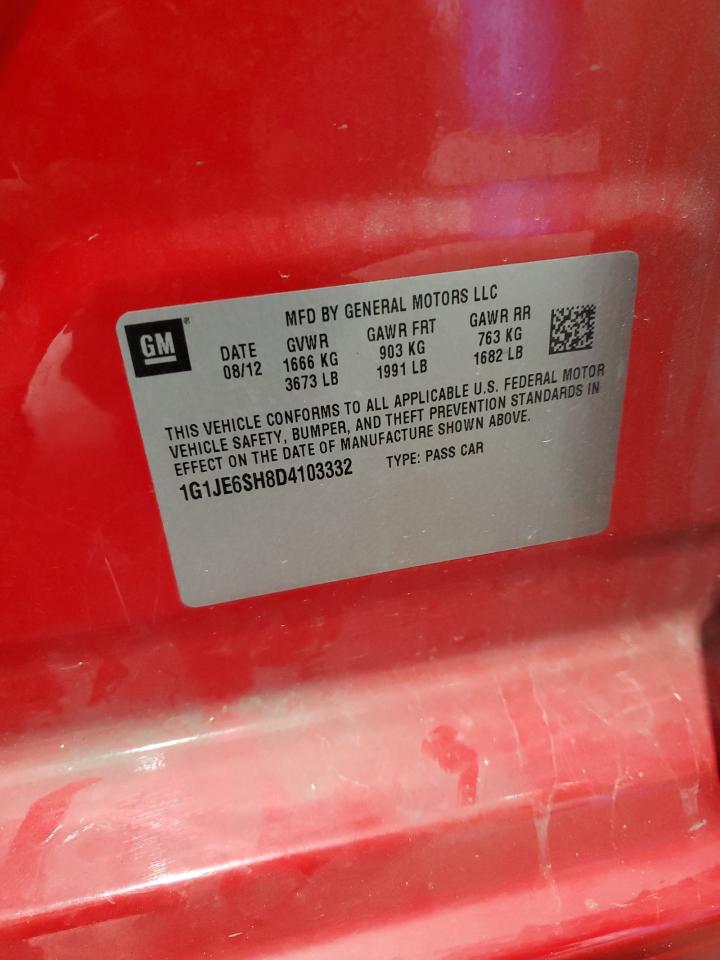 GM
MFD BY GENERAL MOTORS LLC
DATE GVWR GAWR FRT GAWR RR
08/12 1666 KG 903 KG 763 KG
3673 LB 1991 LB 1682 LB
THIS VEHICLE CONFORMS TO ALL APPLICABLE U.S. FEDERAL MOTOR
VEHICLE SAFETY, BUMPER, AND THEFT PREVENTION STANDARDS IN
EFFECT ON THE DATE OF MANUFACTURE SHOWN ABOVE.
1G1JE6SH8D4103332 TYPE: PASS CAR